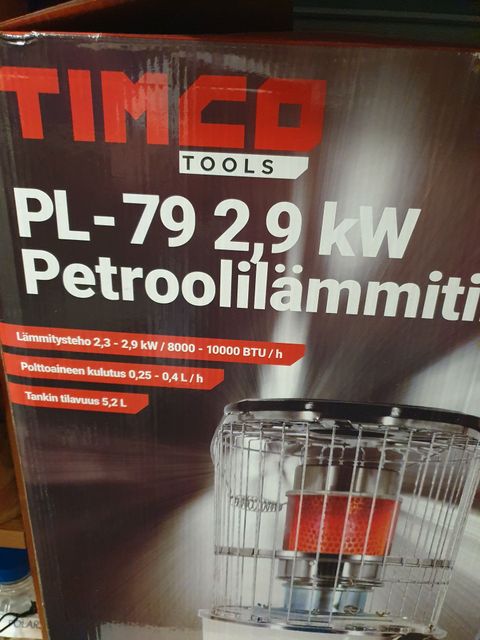 TIMCO
TOOLS
PL-79 2,9 kW
Petroolilämmiti
Lämmitysteho 2,3 - 2,9 kW / 8000 - 10000 BTU / h
Polttoaineen kulutus 0,25 - 0,4 L / h
Tankin tilavuus 5,2 L